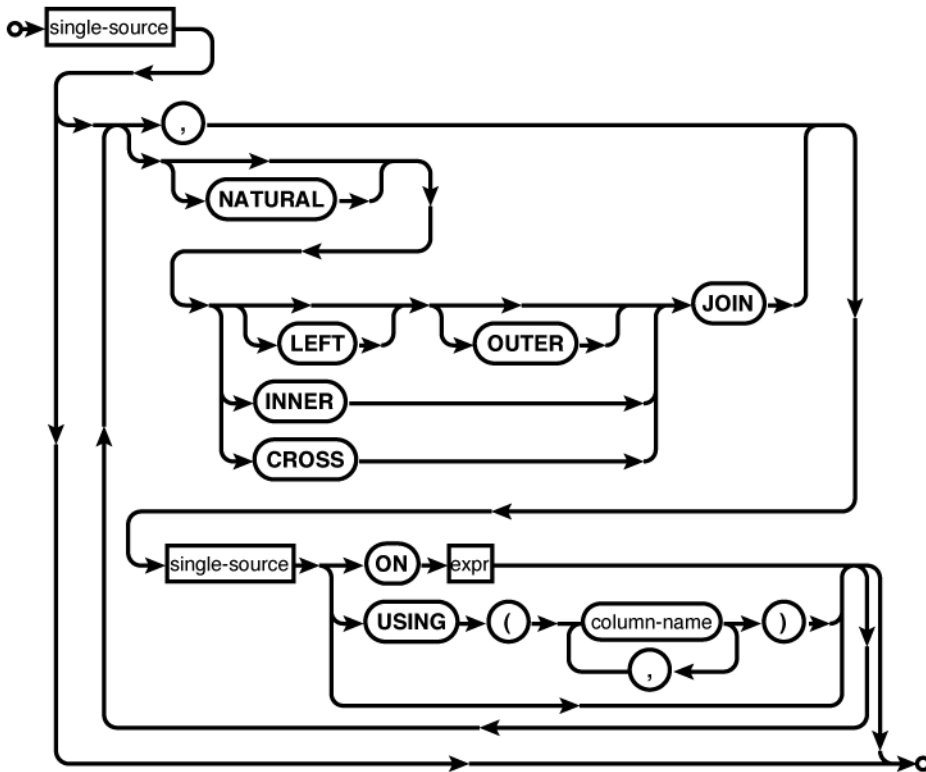 single-source
,
NATURAL
LEFT OUTER JOIN
INNER
CROSS
single-source ON expr
USING ( column-name )
,